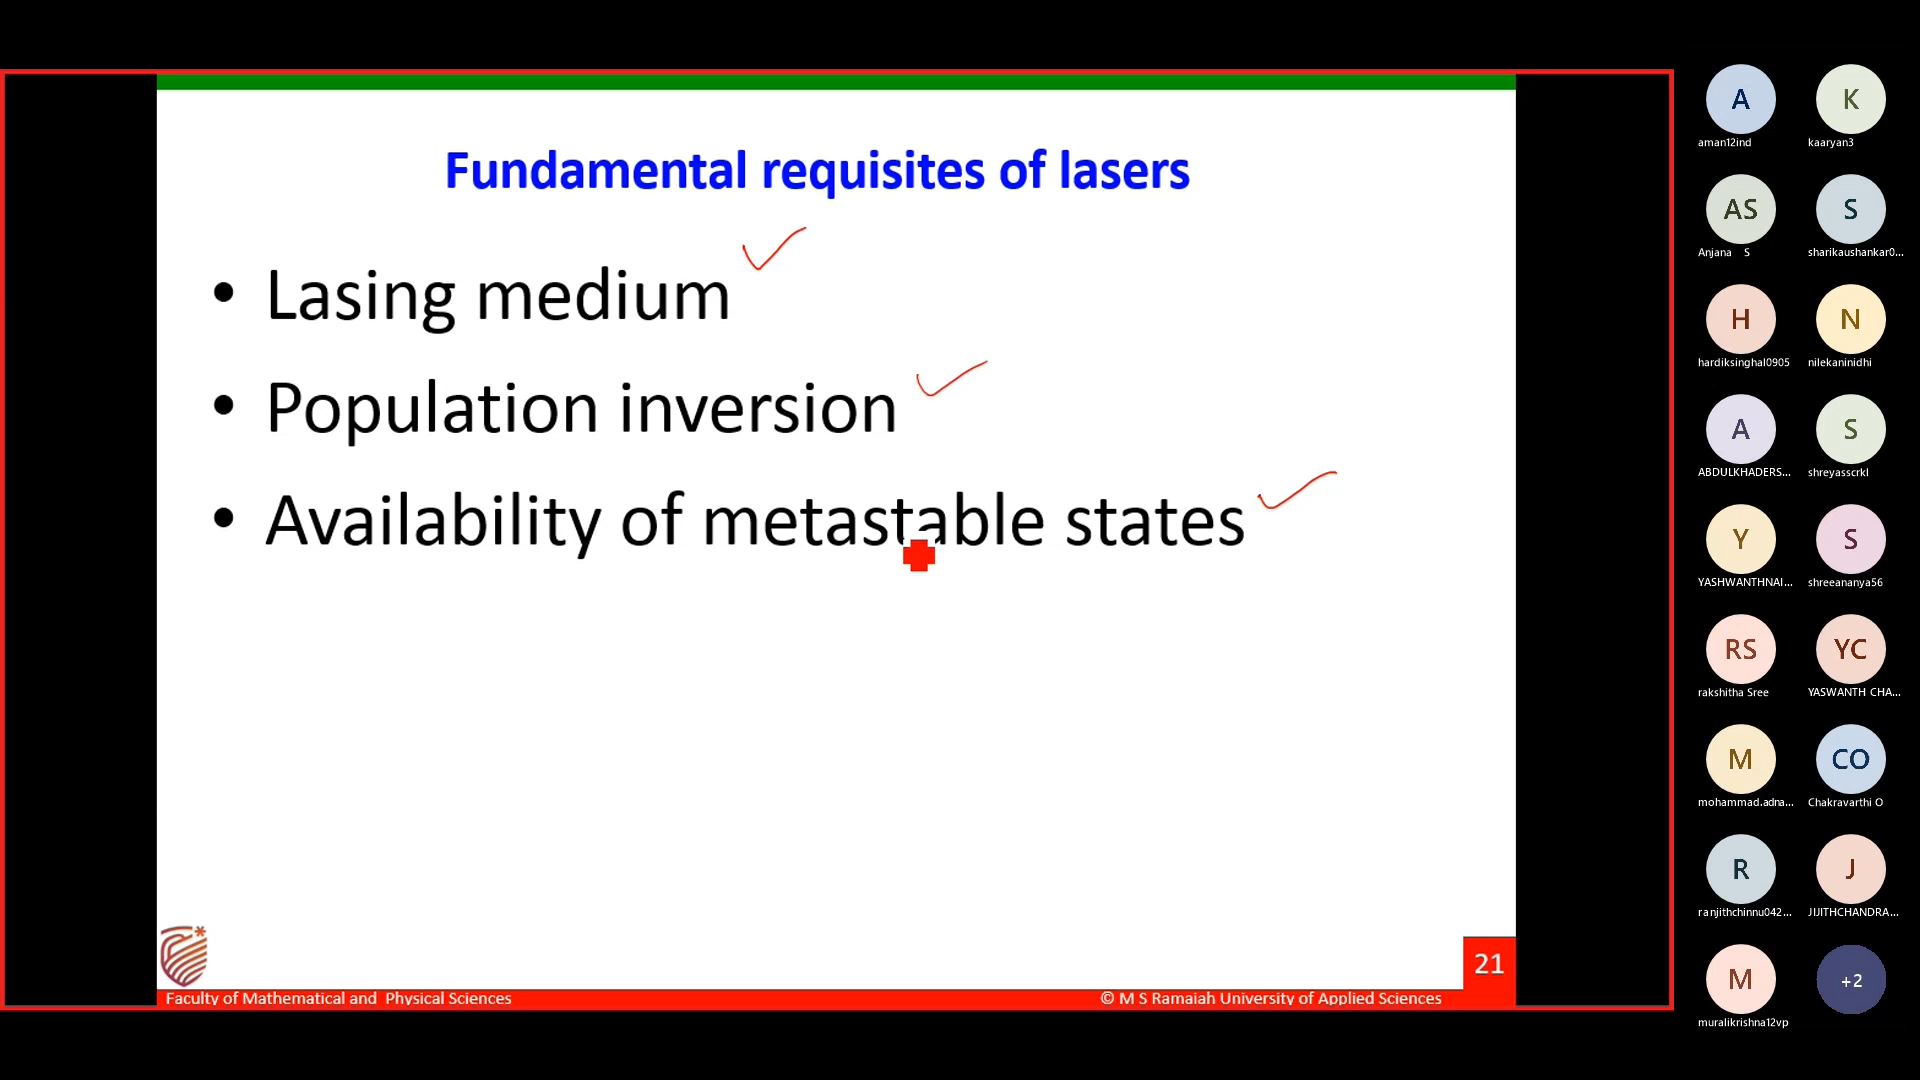 Fundamental requisites of lasers
• Lasing medium
• Population inversion
• Availability of metastable states
21
Faculty of Mathematical and Physical Sciences
© M S Ramaiah University of Applied Sciences
A K
aman12ind kaaryan3
AS S
Anjana S sharikaushankar0...
H N
hardiksinghal0905 nilekaninidhi
A S
ABDULKHADERS... shreyasscrkl
Y S
YASHWANTHNAI... shreeananya56
RS YC
rakshitha Sree YASWANTH CHA...
M CO
mohammad.adna... Chakravarthi O
R J
ranjithchinnu042... JIJITHCHANDRA...
M +2
muralikrishna12vp